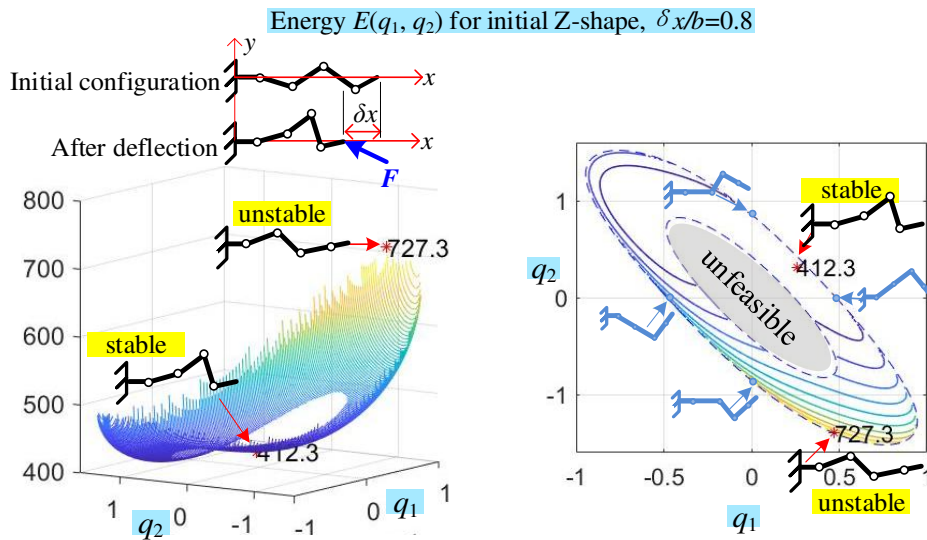 Energy E(q1, q2) for initial Z-shape, δx/b=0.8
y
Initial configuration
x
δx
After deflection
x
F
800
700
600
500
400
unstable
727.3
stable
412.3
1
0
-1
q2
-1
0
1
q1
1
0
-1
q2
stable
412.3
unfeasible
727.3
unstable
-1
-0.5
0
0.5
1
q1